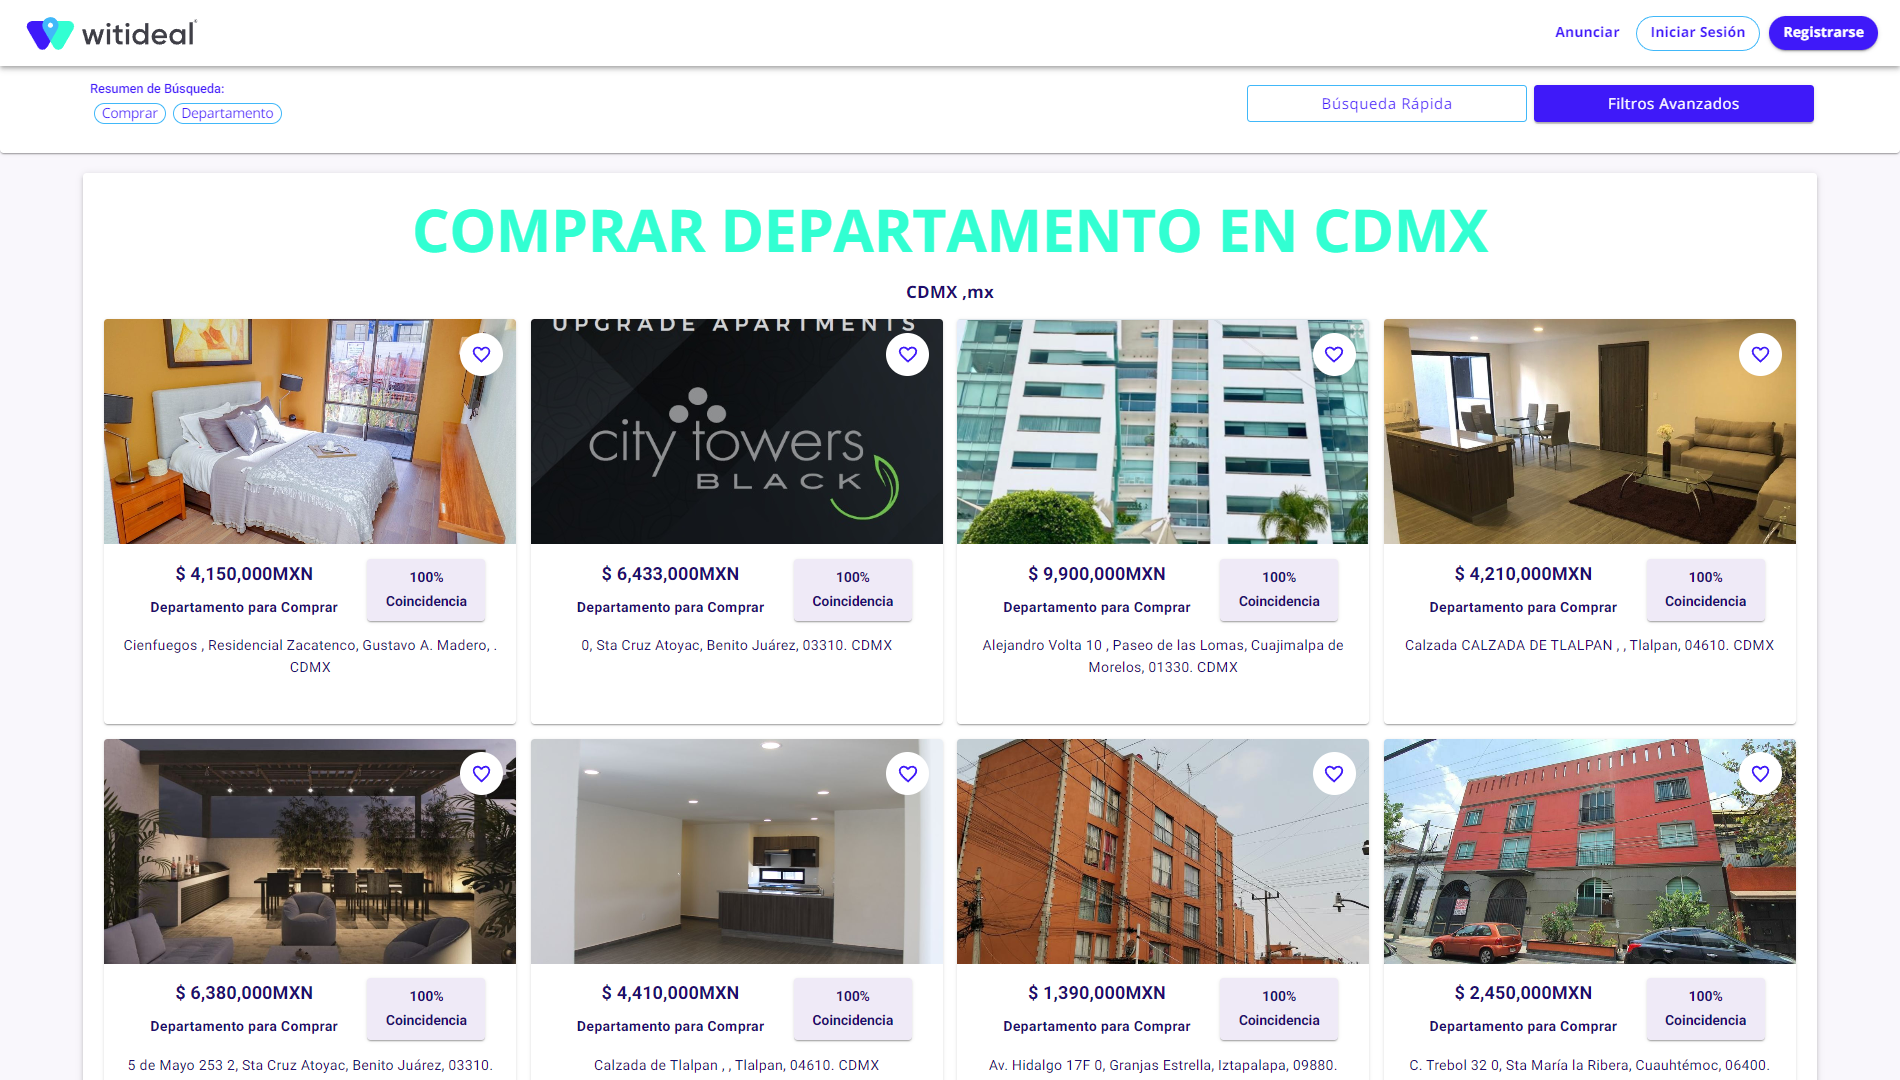 witideal
Anunciar
Iniciar Sesión
Registrarse
Resumen de Búsqueda:
Comprar
Departamento
Búsqueda Rápida
Filtros Avanzados
COMPRAR DEPARTAMENTO EN CDMX
CDMX ,mx
UPGRADE APARTMENTS
city towers
BLACK
$ 4,150,000MXN
Departamento para Comprar
100%
Coincidencia
Cienfuegos , Residencial Zacatenco, Gustavo A. Madero, .
CDMX
$ 6,433,000MXN
Departamento para Comprar
100%
Coincidencia
0, Sta Cruz Atoyac, Benito Juárez, 03310. CDMX
$ 9,900,000MXN
Departamento para Comprar
100%
Coincidencia
Alejandro Volta 10 , Paseo de las Lomas, Cuajimalpa de
Morelos, 01330. CDMX
$ 4,210,000MXN
Departamento para Comprar
100%
Coincidencia
Calzada CALZADA DE TLALPAN , , Tlalpan, 04610. CDMX
$ 6,380,000MXN
Departamento para Comprar
100%
Coincidencia
5 de Mayo 253 2, Sta Cruz Atoyac, Benito Juárez, 03310.
$ 4,410,000MXN
Departamento para Comprar
100%
Coincidencia
Calzada de Tlalpan , , Tlalpan, 04610. CDMX
$ 1,390,000MXN
Departamento para Comprar
100%
Coincidencia
Av. Hidalgo 17F 0, Granjas Estrella, Iztapalapa, 09880.
$ 2,450,000MXN
Departamento para Comprar
100%
Coincidencia
C. Trebol 32 0, Sta María la Ribera, Cuauhtémoc, 06400.